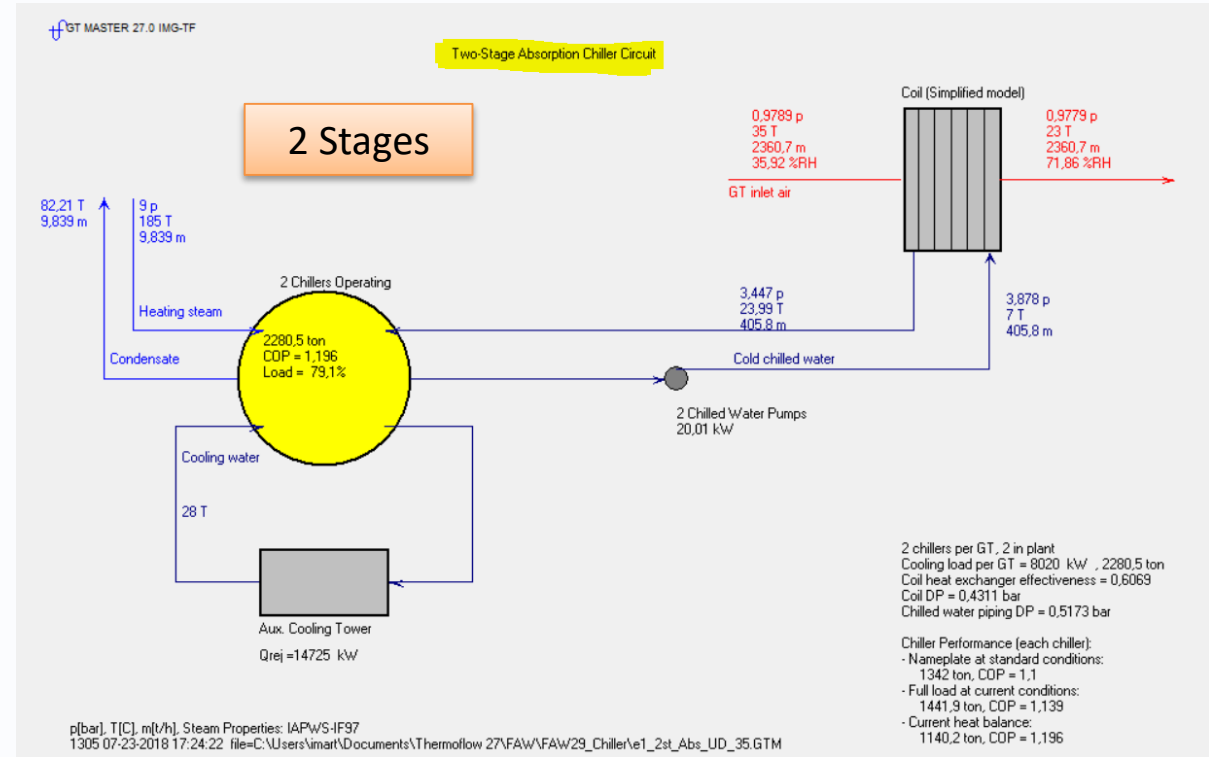 GT MASTER 27.0 IMG-TF
Two-Stage Absorption Chiller Circuit
2 Stages
Coil (Simplified model)
0,9789 p
35 T
2360,7 m
35,92 %RH
GT inlet air
0,9779 p
23 T
2360,7 m
71,86 %RH
82,21 T
9,839 m
9 p
185 T
9,839 m
Heating steam
Condensate
2 Chillers Operating
2280,5 ton
COP = 1,196
Load = 79,1%
3,447 p
23,99 T
405,8 m
3,878 p
7 T
405,8 m
Cold chilled water
2 Chilled Water Pumps
20,01 kW
Cooling water
28 T
Aux. Cooling Tower
Qrej =14725 kW
2 chillers per GT, 2 in plant
Cooling load per GT = 8020 kW , 2280,5 ton
Coil heat exchanger effectiveness = 0,6069
Coil DP = 0,4311 bar
Chilled water piping DP = 0,5173 bar
Chiller Performance (each chiller):
- Nameplate at standard conditions:
1342 ton, COP = 1,1
- Full load at current conditions:
1441,9 ton, COP = 1,139
- Current heat balance:
1140,2 ton, COP = 1,196
p[bar], T[C], m[t/h], Steam Properties: IAPWS-IF97
1305 07-23-2018 17:24:22 file=C:\Users\imart\Documents\Thermoflow 27\FAW\FAW29_Chiller\e1_2st_Abs_UD_35.GTM